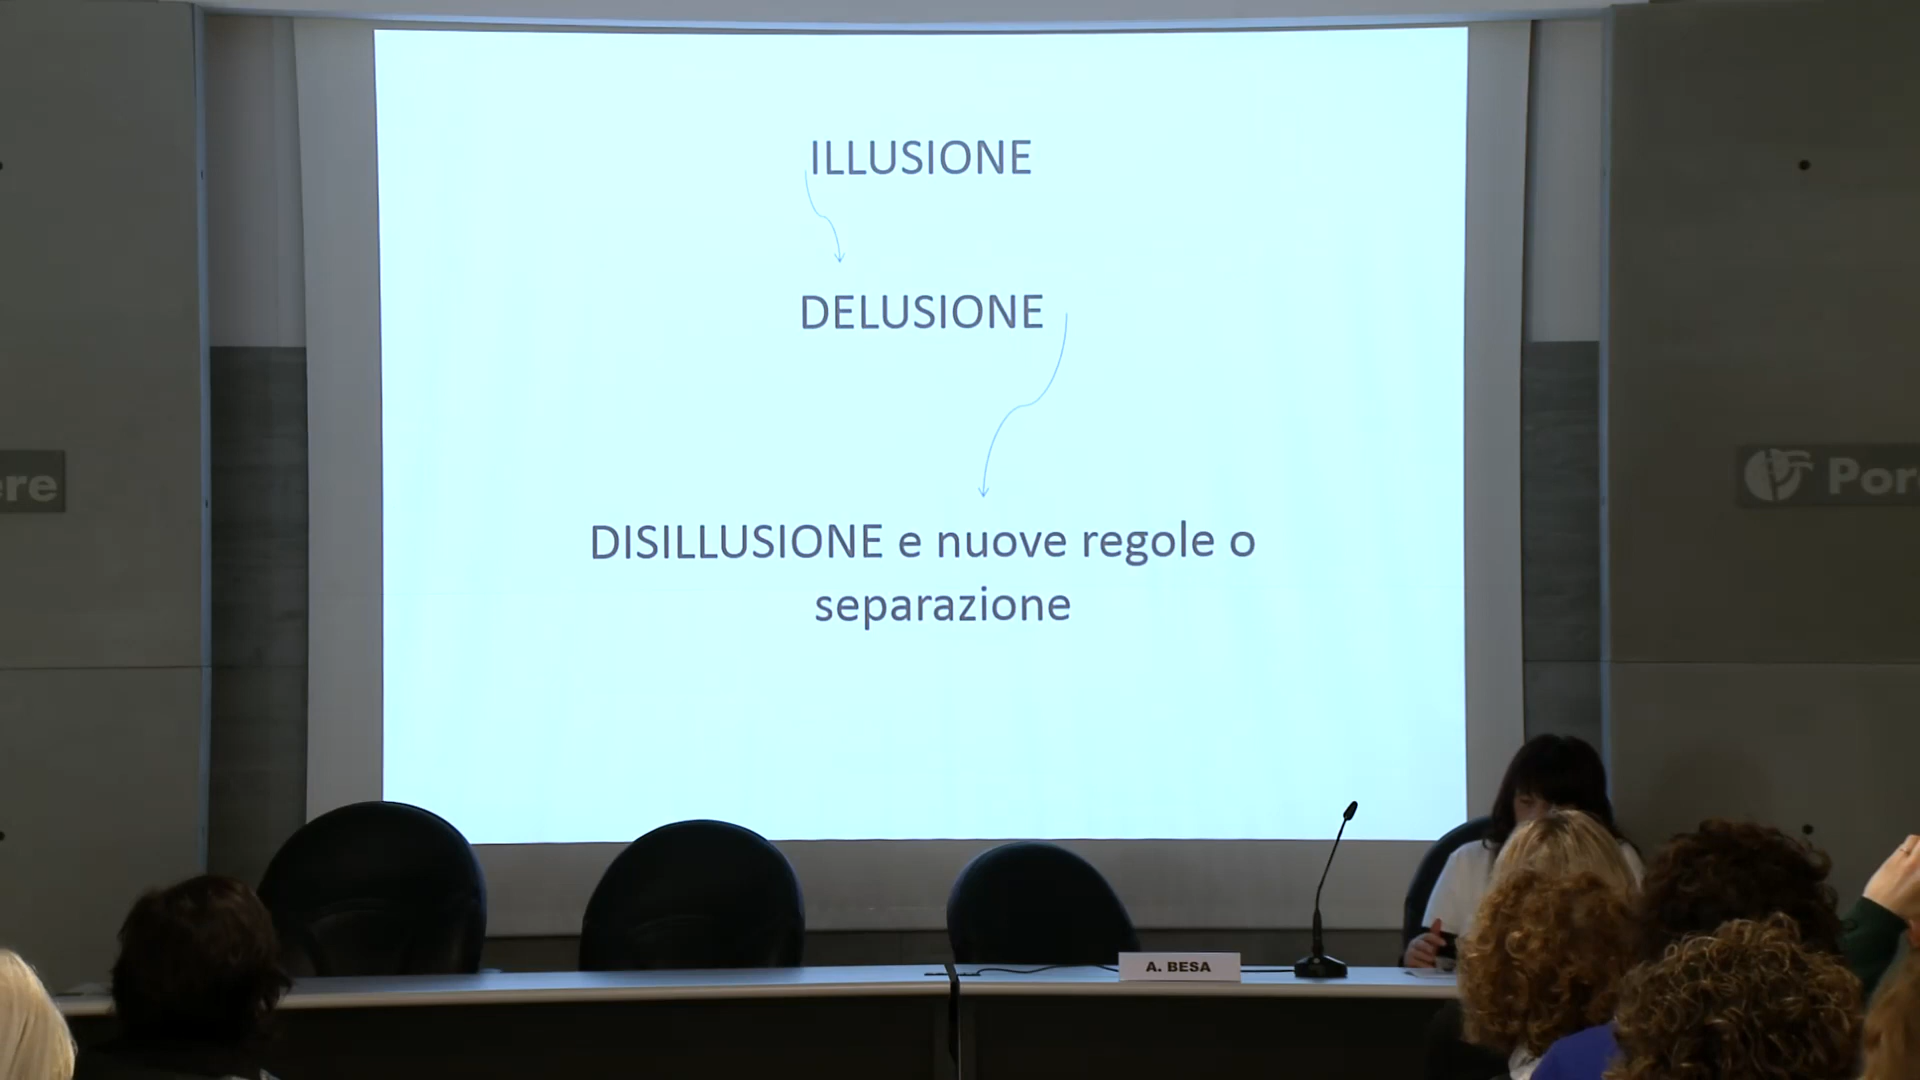 ILLUSIONE
DELUSIONE
DISILLUSIONE e nuove regole o
separazione
A. BESA